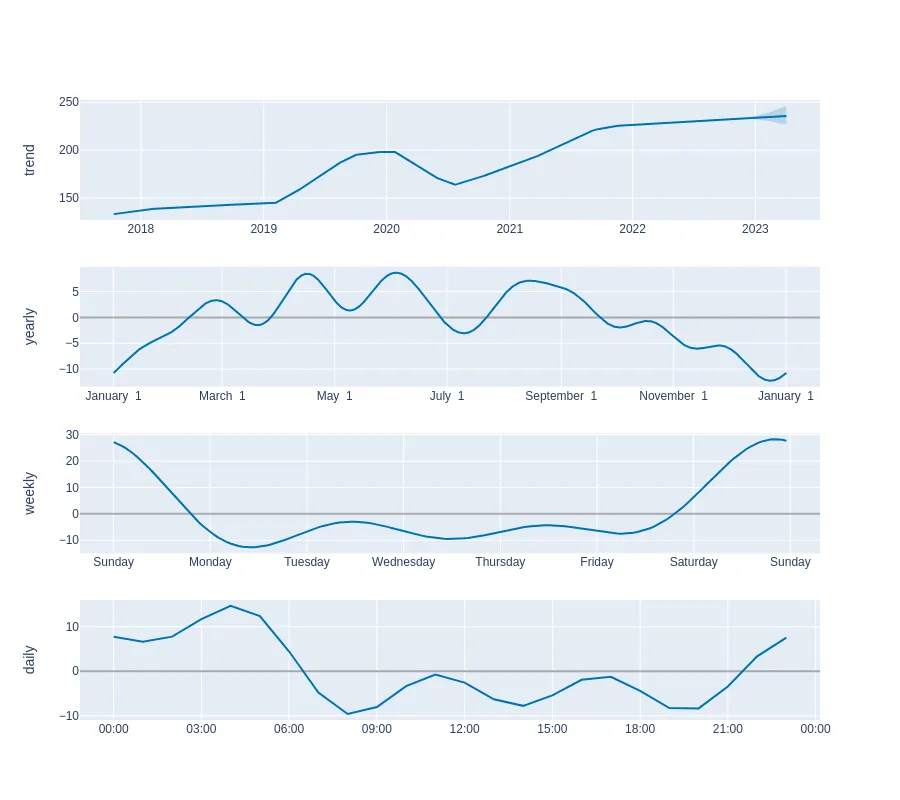 trend
250
200
150
2018 2019 2020 2021 2022 2023
yearly
5
0
−5
−10
January 1 March 1 May 1 July 1 September 1 November 1 January 1
weekly
30
20
10
0
−10
Sunday Monday Tuesday Wednesday Thursday Friday Saturday Sunday
daily
10
0
−10
00:00 03:00 06:00 09:00 12:00 15:00 18:00 21:00 00:00